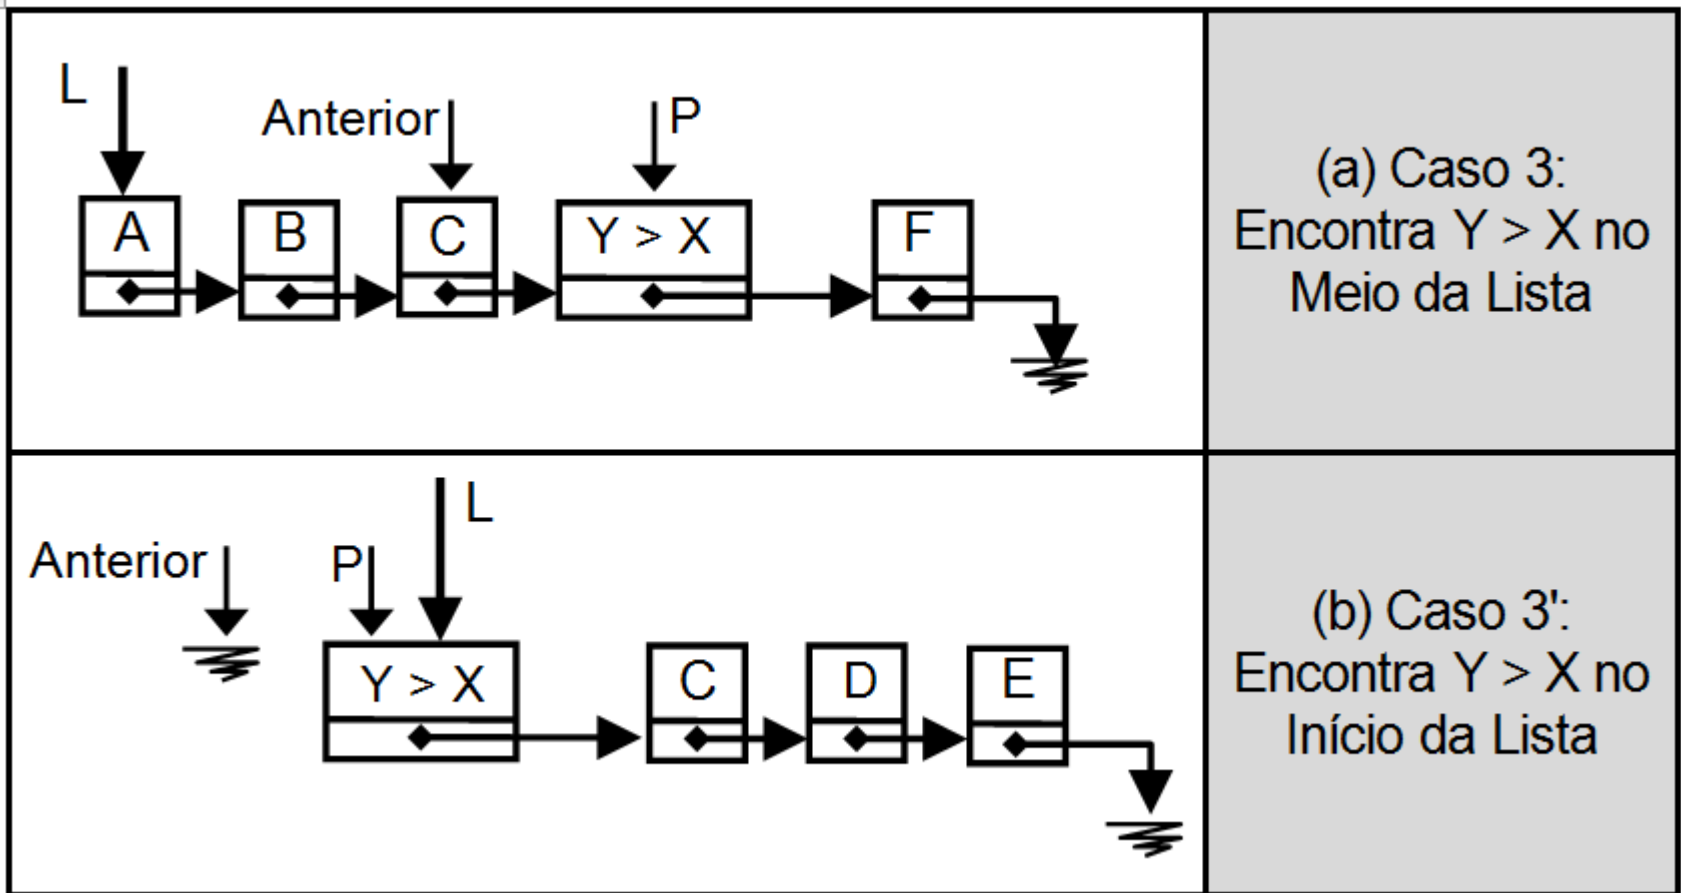 L
Anterior
P
A
B
C
Y > X
F
(a) Caso 3:
Encontra Y > X no
Meio da Lista
L
Anterior
P
Y > X
C
D
E
(b) Caso 3':
Encontra Y > X no
Início da Lista